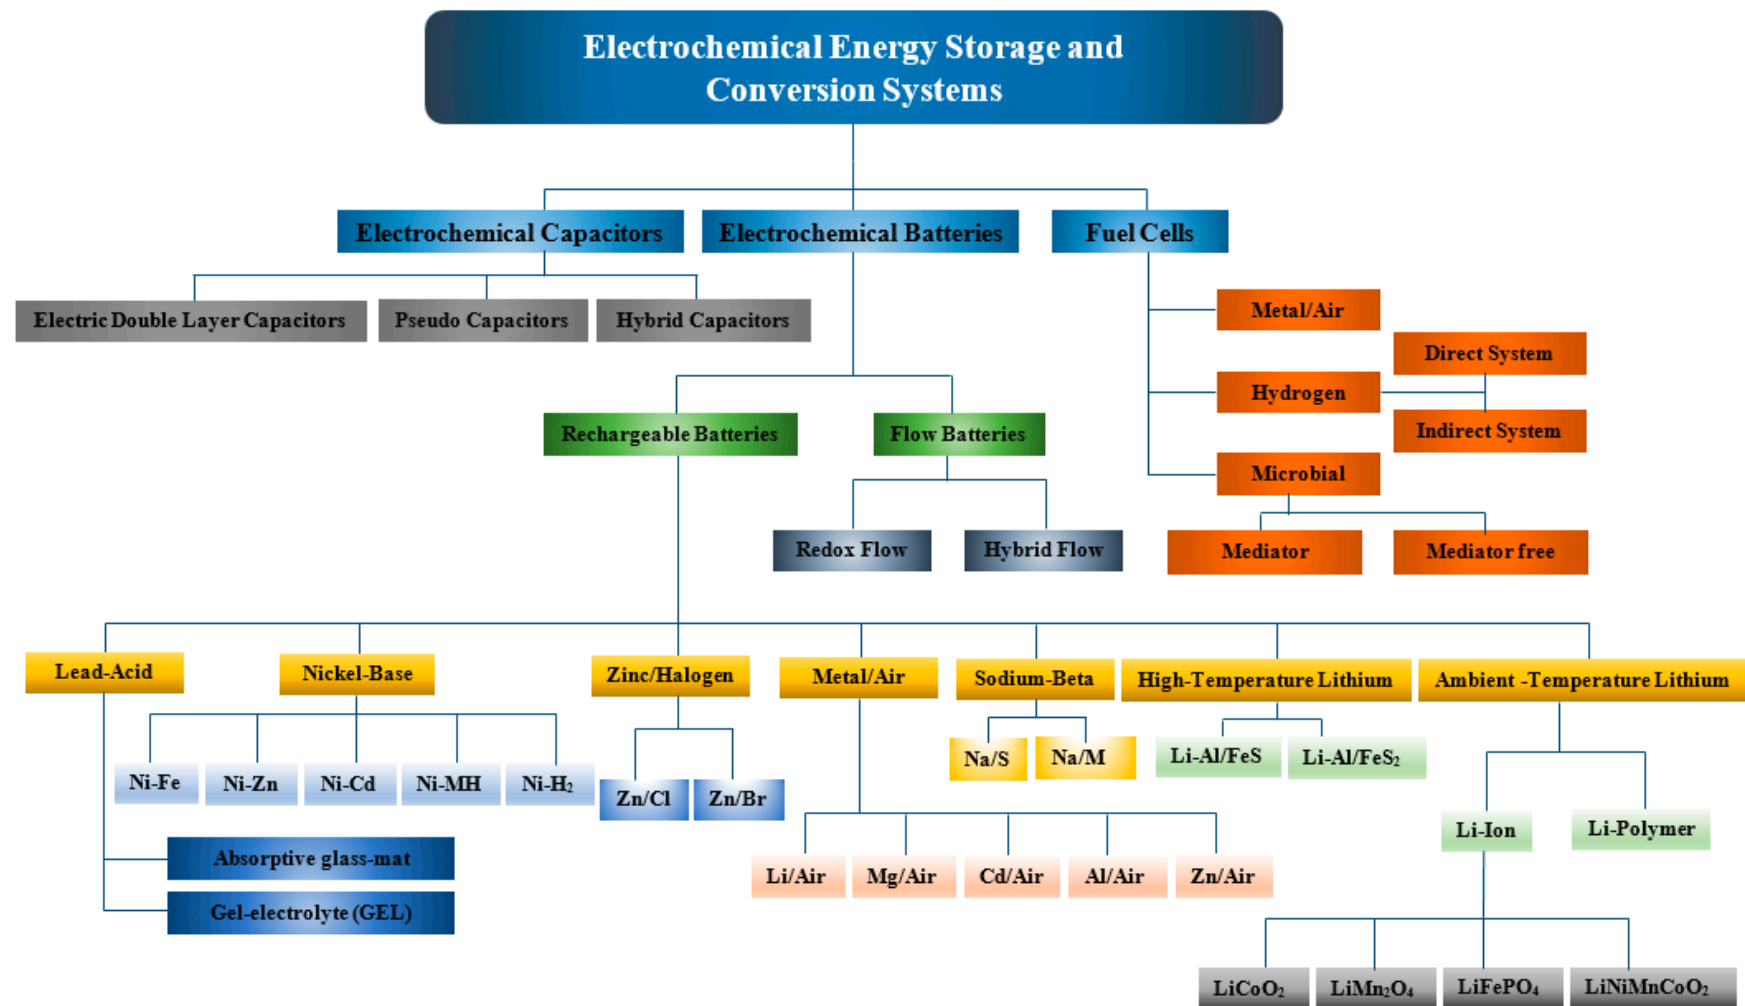 Electrochemical Energy Storage and
Conversion Systems
Electrochemical Capacitors
Electrochemical Batteries
Fuel Cells
Electric Double Layer Capacitors
Pseudo Capacitors
Hybrid Capacitors
Metal/Air
Direct System
Hydrogen
Indirect System
Microbial
Mediator
Mediator free
Rechargeable Batteries
Flow Batteries
Redox Flow
Hybrid Flow
Lead-Acid
Nickel-Base
Zinc/Halogen
Metal/Air
Sodium-Beta
High-Temperature Lithium
Ambient -Temperature Lithium
Ni-Fe
Ni-Zn
Ni-Cd
Ni-MH
Ni-H₂
Zn/Cl
Zn/Br
Na/S
Na/M
Li-Al/FeS
Li-Al/FeS₂
Absorptive glass-mat
Gel-electrolyte (GEL)
Li/Air
Mg/Air
Cd/Air
Al/Air
Zn/Air
Li-Ion
Li-Polymer
LiCoO₂
LiMn₂O₄
LiFePO₄
LiNiMnCoO₂